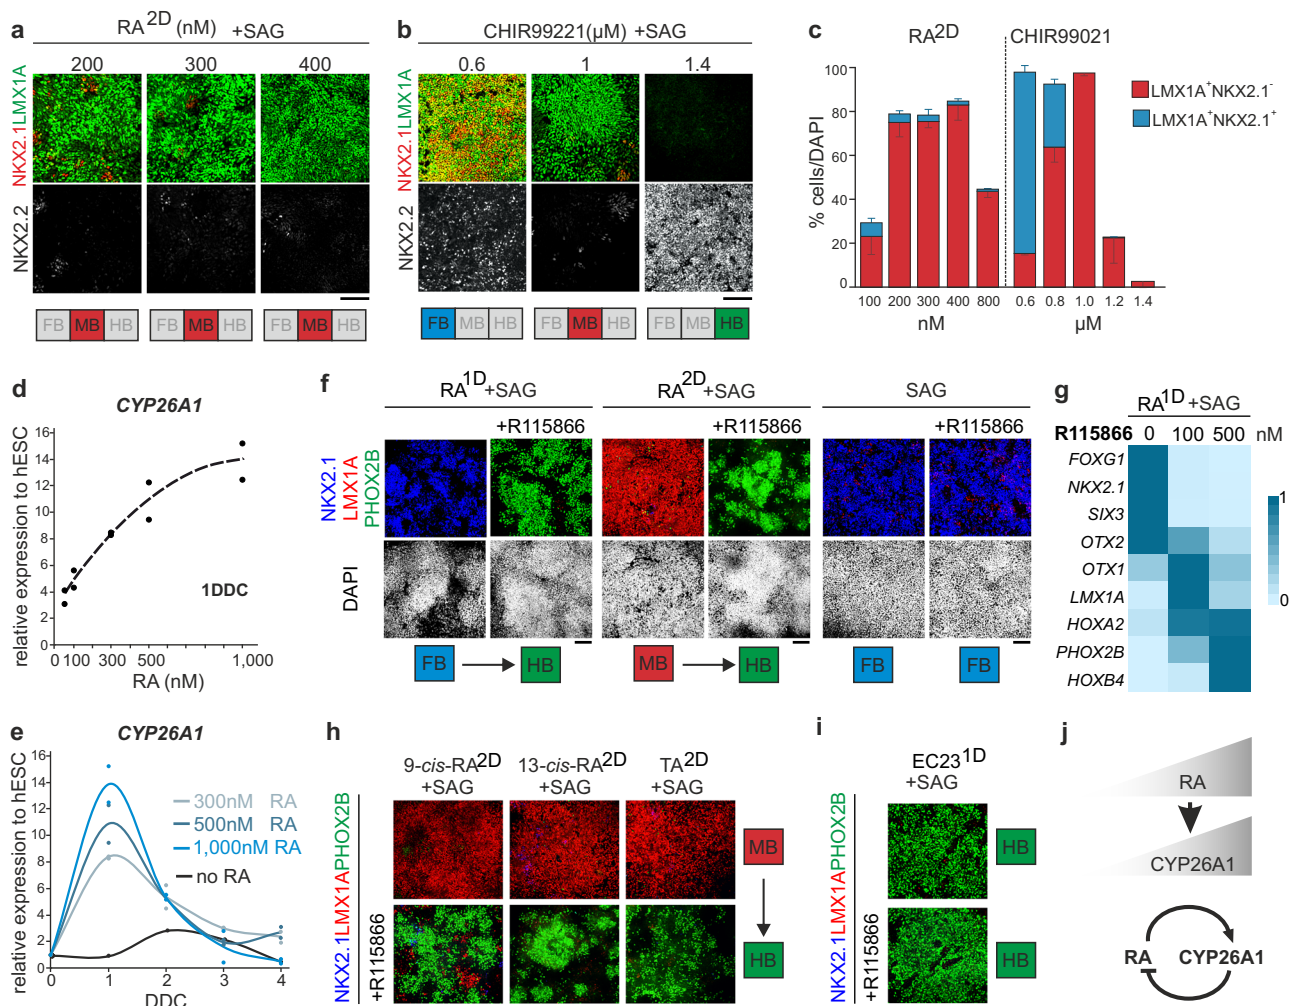 a
RA2D (nM) +SAG
200 300 400
NKX2.1LMX1A
NKX2.2
FB MB HB FB MB HB FB MB HB
b
CHIR99221(µM) +SAG
0.6 1 1.4
NKX2.1LMX1A
NKX2.2
FB MB HB FB MB HB FB MB HB
c
RA2D CHIR99021
% cells/DAPI
100
80
60
40
20
0
100 200 300 400 800 0.6 0.8 1.0 1.2 1.4
nM µM
LMX1A+NKX2.1-
LMX1A+NKX2.1+
d
CYP26A1
relative expression to hESC
16
14
12
10
8
6
4
2
0
1DDC
0 100 300 500 1,000
RA (nM)
e
CYP26A1
relative expression to hESC
16
14
12
10
8
6
4
2
0
300nM RA
500nM RA
1,000nM RA
no RA
0 1 2 3 4
DDC
f
RA1D+SAG RA2D+SAG SAG
+R115866 +R115866 +R115866
NKX2.1
LMX1A
PHOX2B
DAPI
FB HB MB HB FB FB
g
RA1D+SAG
R115866 0 100 500 nM
FOXG1
NKX2.1
SIX3
OTX2
OTX1
LMX1A
HOXA2
PHOX2B
HOXB4
1
0
h
9-cis-RA2D 13-cis-RA2D TA2D
+SAG +SAG +SAG
NKX2.1LMX1APHOX2B
+R115866
MB
HB
i
EC231D
+SAG
NKX2.1LMX1APHOX2B
+R115866
HB
HB
j
RA
CYP26A1
RA CYP26A1